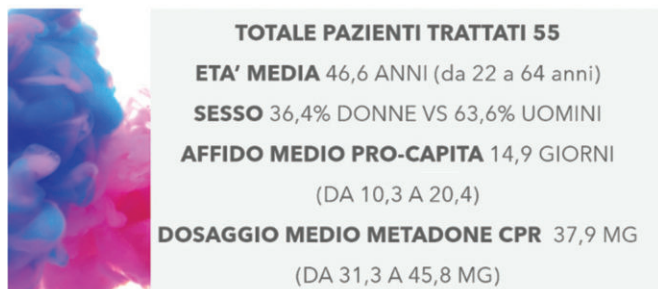 TOTALE PAZIENTI TRATTATI 55
ETA’ MEDIA 46,6 ANNI (da 22 a 64 anni)
SESSO 36,4% DONNE VS 63,6% UOMINI
AFFIDO MEDIO PRO-CAPITA 14,9 GIORNI
(DA 10,3 A 20,4)
DOSAGGIO MEDIO METADONE CPR 37,9 MG
(DA 31,3 A 45,8 MG)